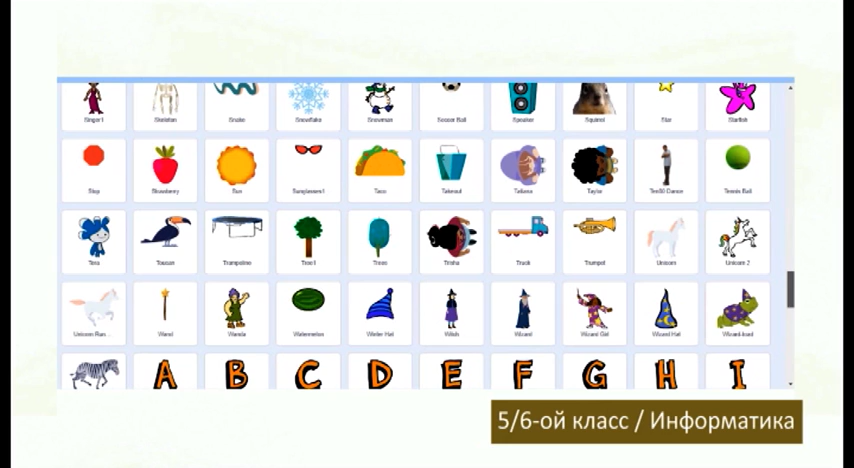 Singer1 Skeleton Snake Snowflake Snowman Soccer Ball Speaker Squirrel Star Starfish
Stop Strawberry Sun Sunglasses1 Taco Takeout Tatiana Taylor Ten80 Dance Tennis Ball
Tera Toucan Trampoline Tree1 Trees Trisha Truck Trumpet Unicorn Unicorn 2
Unicorn Run... Wand Wanda Watermelon Winter Hat Witch Wizard Wizard Girl Wizard Hat Wizard-toad
A B C D E F G H I
5/6-ой класс / Информатика